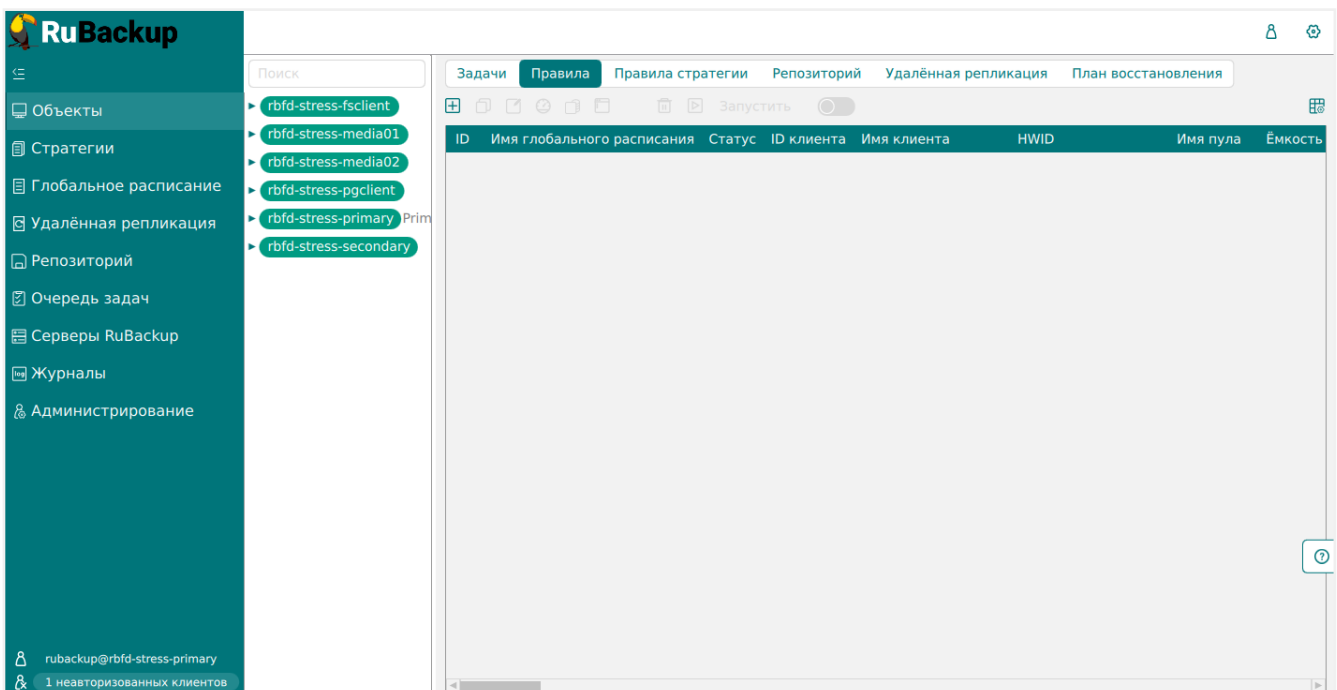 RuBackup
Поиск
Задачи Правила Правила стратегии Репозиторий Удалённая репликация План восстановления
Объекты
Стратегии
Глобальное расписание
Удалённая репликация
Репозиторий
Очередь задач
Серверы RuBackup
log Журналы
Администрирование
rbfd-stress-fsclient
rbfd-stress-media01
rbfd-stress-media02
rbfd-stress-pgclient
rbfd-stress-primary Prim
rbfd-stress-secondary
Запустить
ID Имя глобального расписания Статус ID клиента Имя клиента HWID Имя пула Ёмкость
rubackup@rbfd-stress-primary
1 неавторизованных клиентов